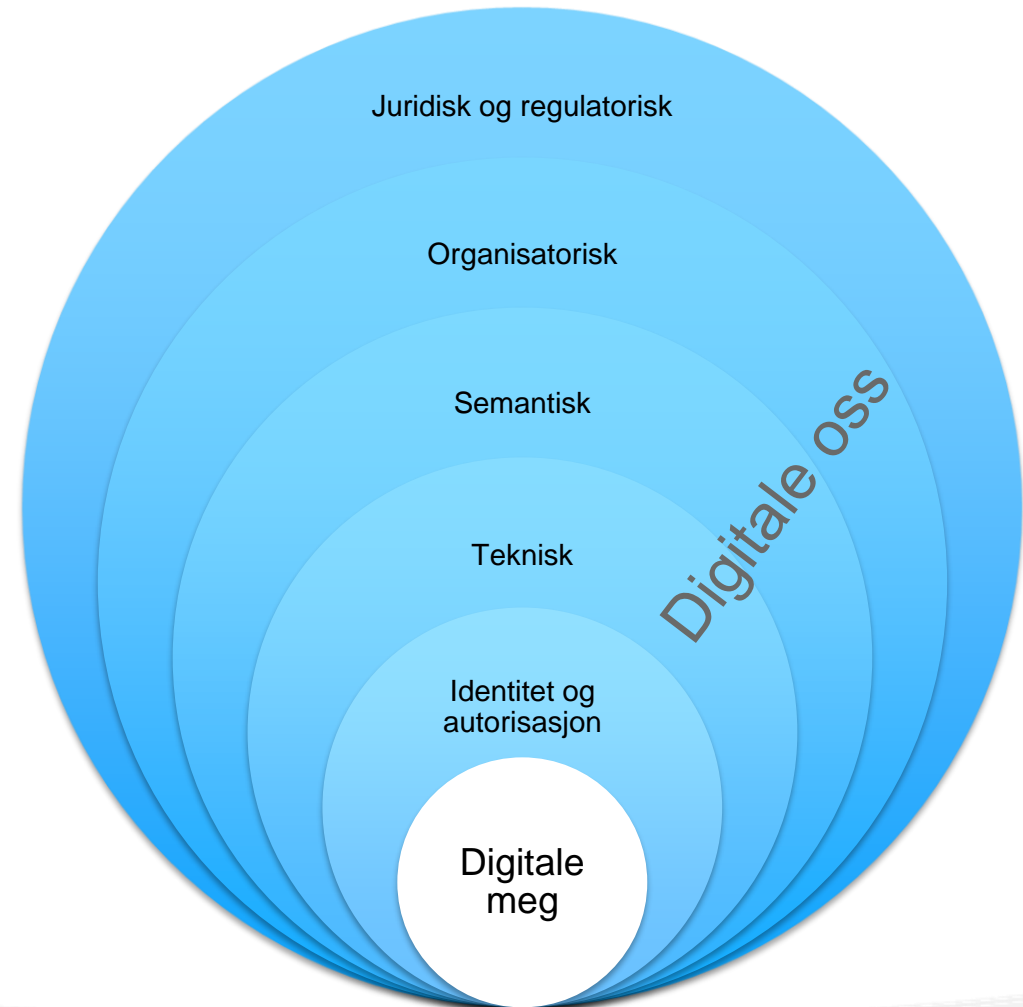 Juridisk og regulatorisk
Organisatorisk
Semantisk
Digitale oss
Teknisk
Identitet og
autorisasjon
Digitale
meg